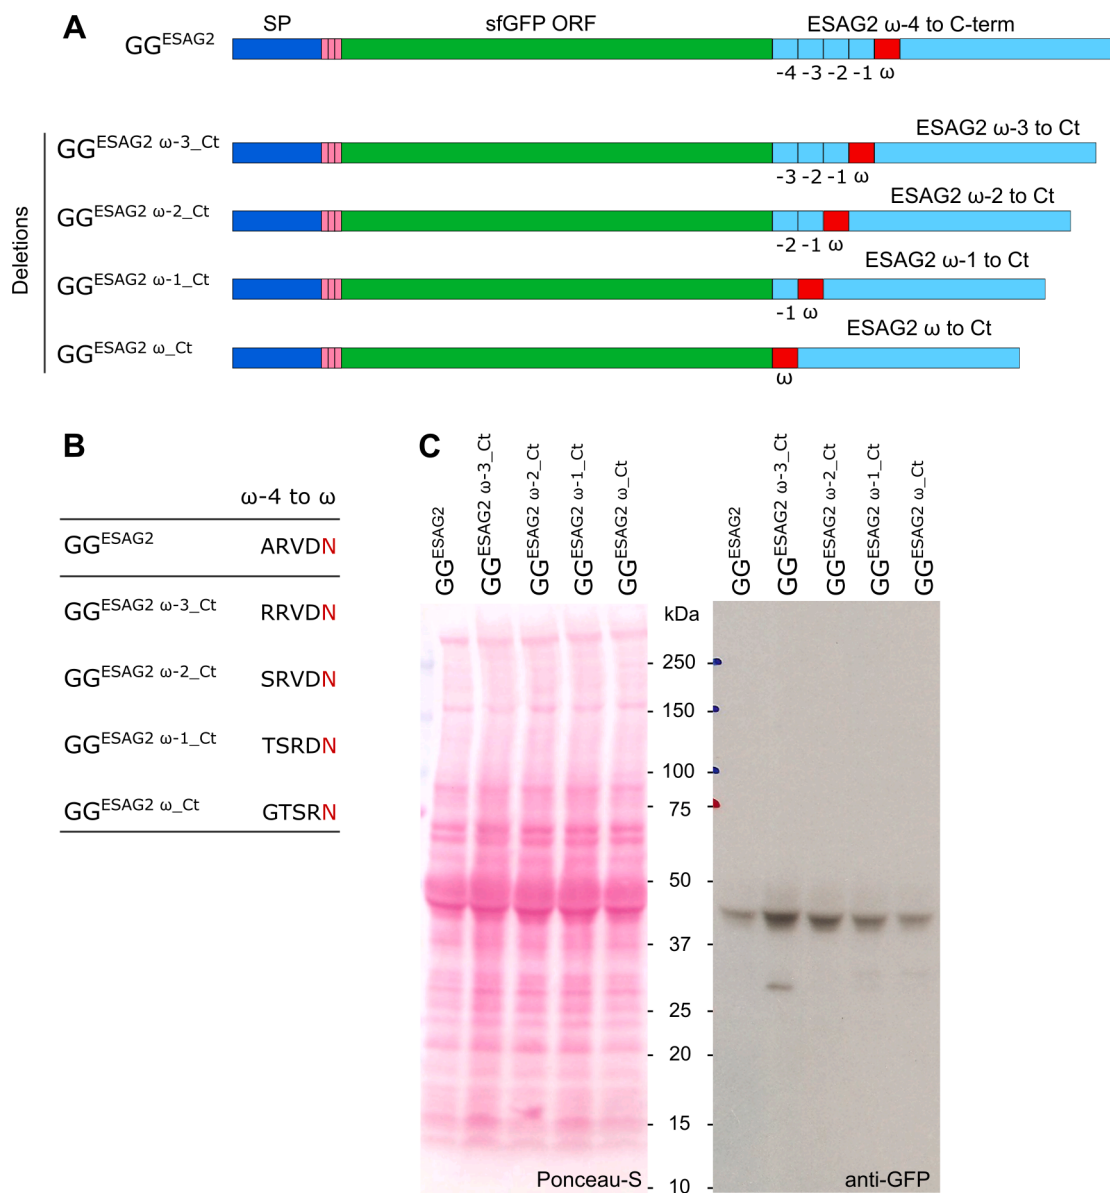 A
SP
sfGFP ORF
ESAG2 ω-4 to C-term
GG^ESAG2
-4 -3 -2 -1 ω
Deletions
ESAG2 ω-3 to Ct
GG^ESAG2 ω-3_Ct
-3 -2 -1 ω
ESAG2 ω-2 to Ct
GG^ESAG2 ω-2_Ct
-2 -1 ω
ESAG2 ω-1 to Ct
GG^ESAG2 ω-1_Ct
-1 ω
ESAG2 ω to Ct
GG^ESAG2 ω_Ct
ω
B
ω-4 to ω
GG^ESAG2 ARVDN
GG^ESAG2 ω-3_Ct RRVDN
GG^ESAG2 ω-2_Ct SRVDN
GG^ESAG2 ω-1_Ct TSRDN
GG^ESAG2 ω_Ct GTSRN
C
GG^ESAG2
GG^ESAG2 ω-3_Ct
GG^ESAG2 ω-2_Ct
GG^ESAG2 ω-1_Ct
GG^ESAG2 ω_Ct
GG^ESAG2
GG^ESAG2 ω-3_Ct
GG^ESAG2 ω-2_Ct
GG^ESAG2 ω-1_Ct
GG^ESAG2 ω_Ct
kDa
250
150
100
75
50
37
25
20
15
10
Ponceau-S
anti-GFP